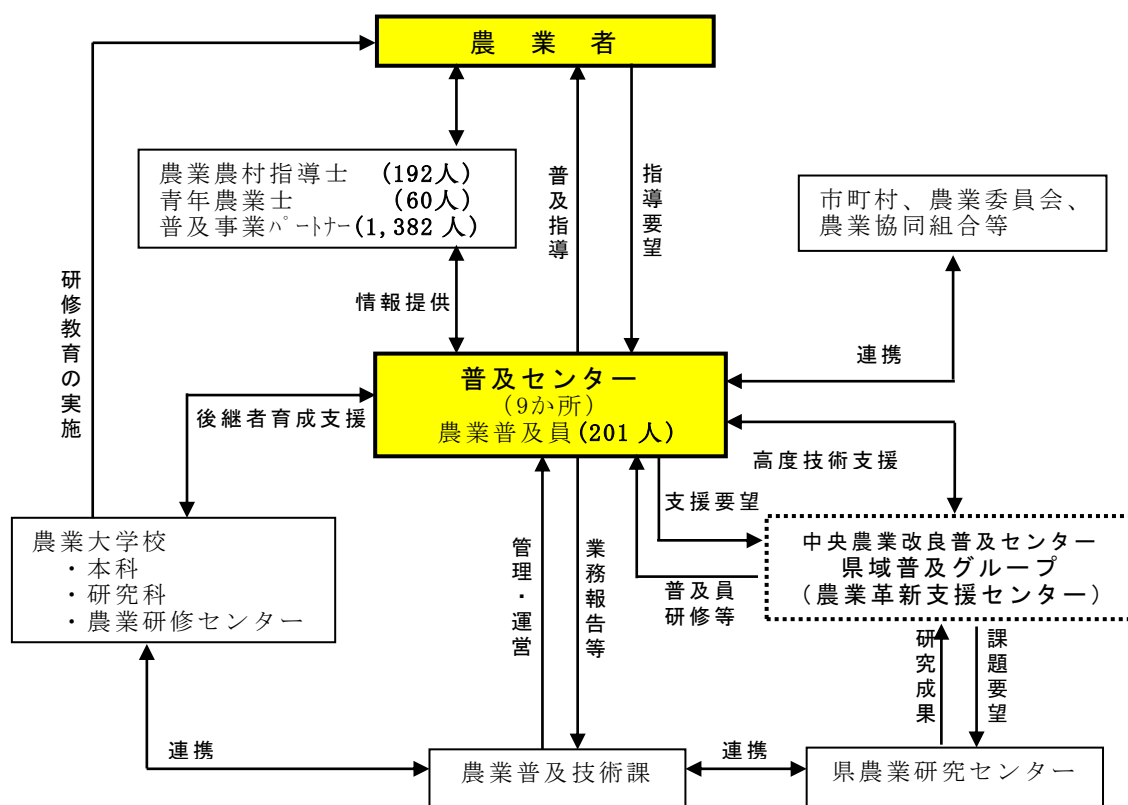 農　業　者
農業農村指導士　(192人)
青年農業士　(60人)
普及事業パートナー(1,382 人)
普及指導
指導要望
市町村、農業委員会、
農業協同組合等
研修教育の実施
情報提供
連携
普及センター
（9か所）
農業普及員(201 人)
後継者育成支援
高度技術支援
支援要望
農業大学校
・本科
・研究科
・農業研修センター
管理・運営
業務報告等
普及員
研修等
中央農業改良普及センター
県域普及グループ
（農業革新支援センター）
研究成果
課題要望
連携
農業普及技術課
連携
県農業研究センター